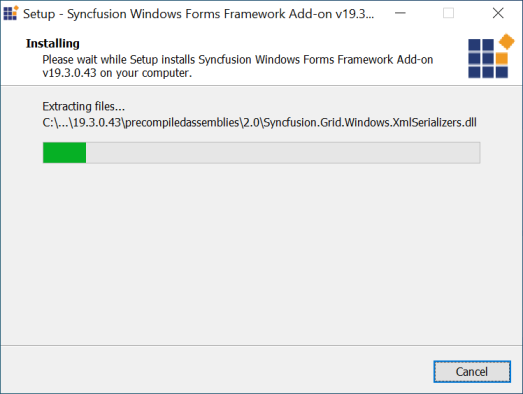 Setup - Syncfusion Windows Forms Framework Add-on v19.3...
Installing
Please wait while Setup installs Syncfusion Windows Forms Framework Add-on
v19.3.0.43 on your computer.
Extracting files...
C:\...\19.3.0.43\precompiledassemblies\2.0\Syncfusion.Grid.Windows.XmlSerializers.dll
Cancel